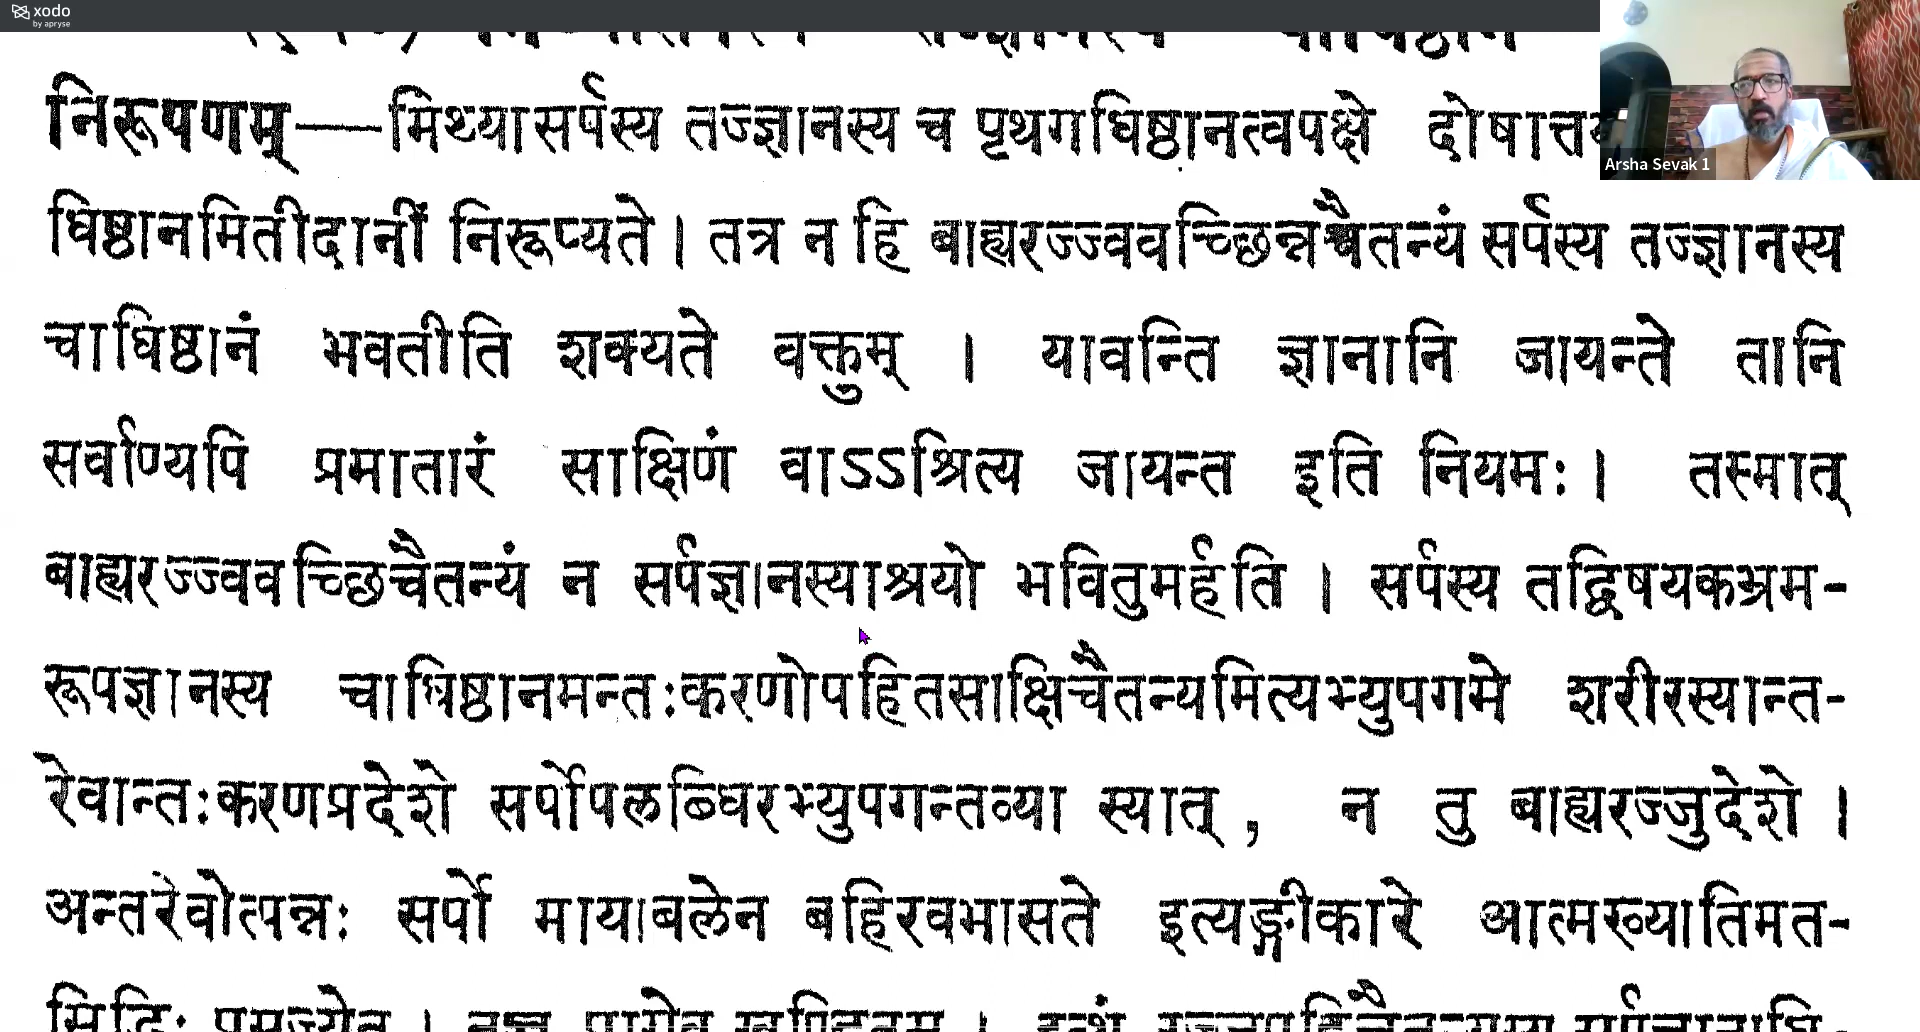 xodo
by apryse
निरूपणम्——मिथ्यासर्पस्य तज्ज्ञानस्य च पृथगधिष्ठानत्वपक्षे
Arsha Sevak 1
धिष्ठानमितीदानीं निरूप्यते । तत्र न हि बाह्यरज्ज्ववच्छिन्नचैतन्यं सर्पस्य तज्ज्ञानस्य
चाधिष्ठानं भवतीति शक्यते वक्तुम् । यावन्ति ज्ञानानि जायन्ते तानि
सर्वाण्यपि प्रमातारं साक्षिणं वाऽऽश्रित्य जायन्त इति नियमः । तस्मात्
बाह्यरज्ज्ववच्छिचैतन्यं न सर्पज्ञानस्याश्रयो भवितुमर्हति । सर्पस्य तद्विषयकभ्रम-
रूपज्ञानस्य चाधिष्ठानमन्तःकरणोपहितसाक्षिचैतन्यमित्यभ्युपगमे शरीरस्यान्त-
रेवान्तःकरणप्रदेशे सर्पोपलब्धिरभ्युपगन्तव्या स्यात्, न तु बाह्यरज्जुदेशे ।
अन्तरेवोत्पन्नः सर्पो मायाबलेन बहिरवभासते इत्यङ्गीकारे आत्मख्यातिमत-